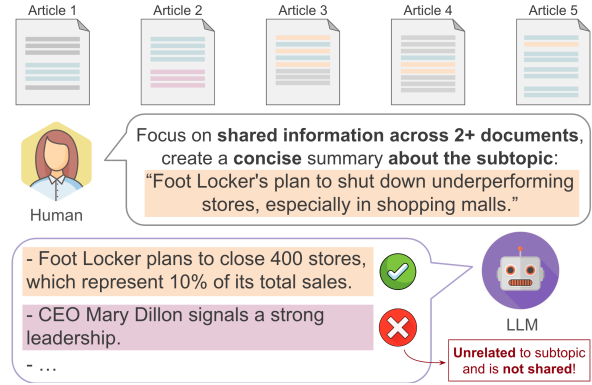 Article 1
Article 2
Article 3
Article 4
Article 5
Focus on shared information across 2+ documents,
create a concise summary about the subtopic:
“Foot Locker's plan to shut down underperforming
stores, especially in shopping malls.”
Human
- Foot Locker plans to close 400 stores,
which represent 10% of its total sales.
- CEO Mary Dillon signals a strong
leadership.
- ...
LLM
Unrelated to subtopic
and is not shared!